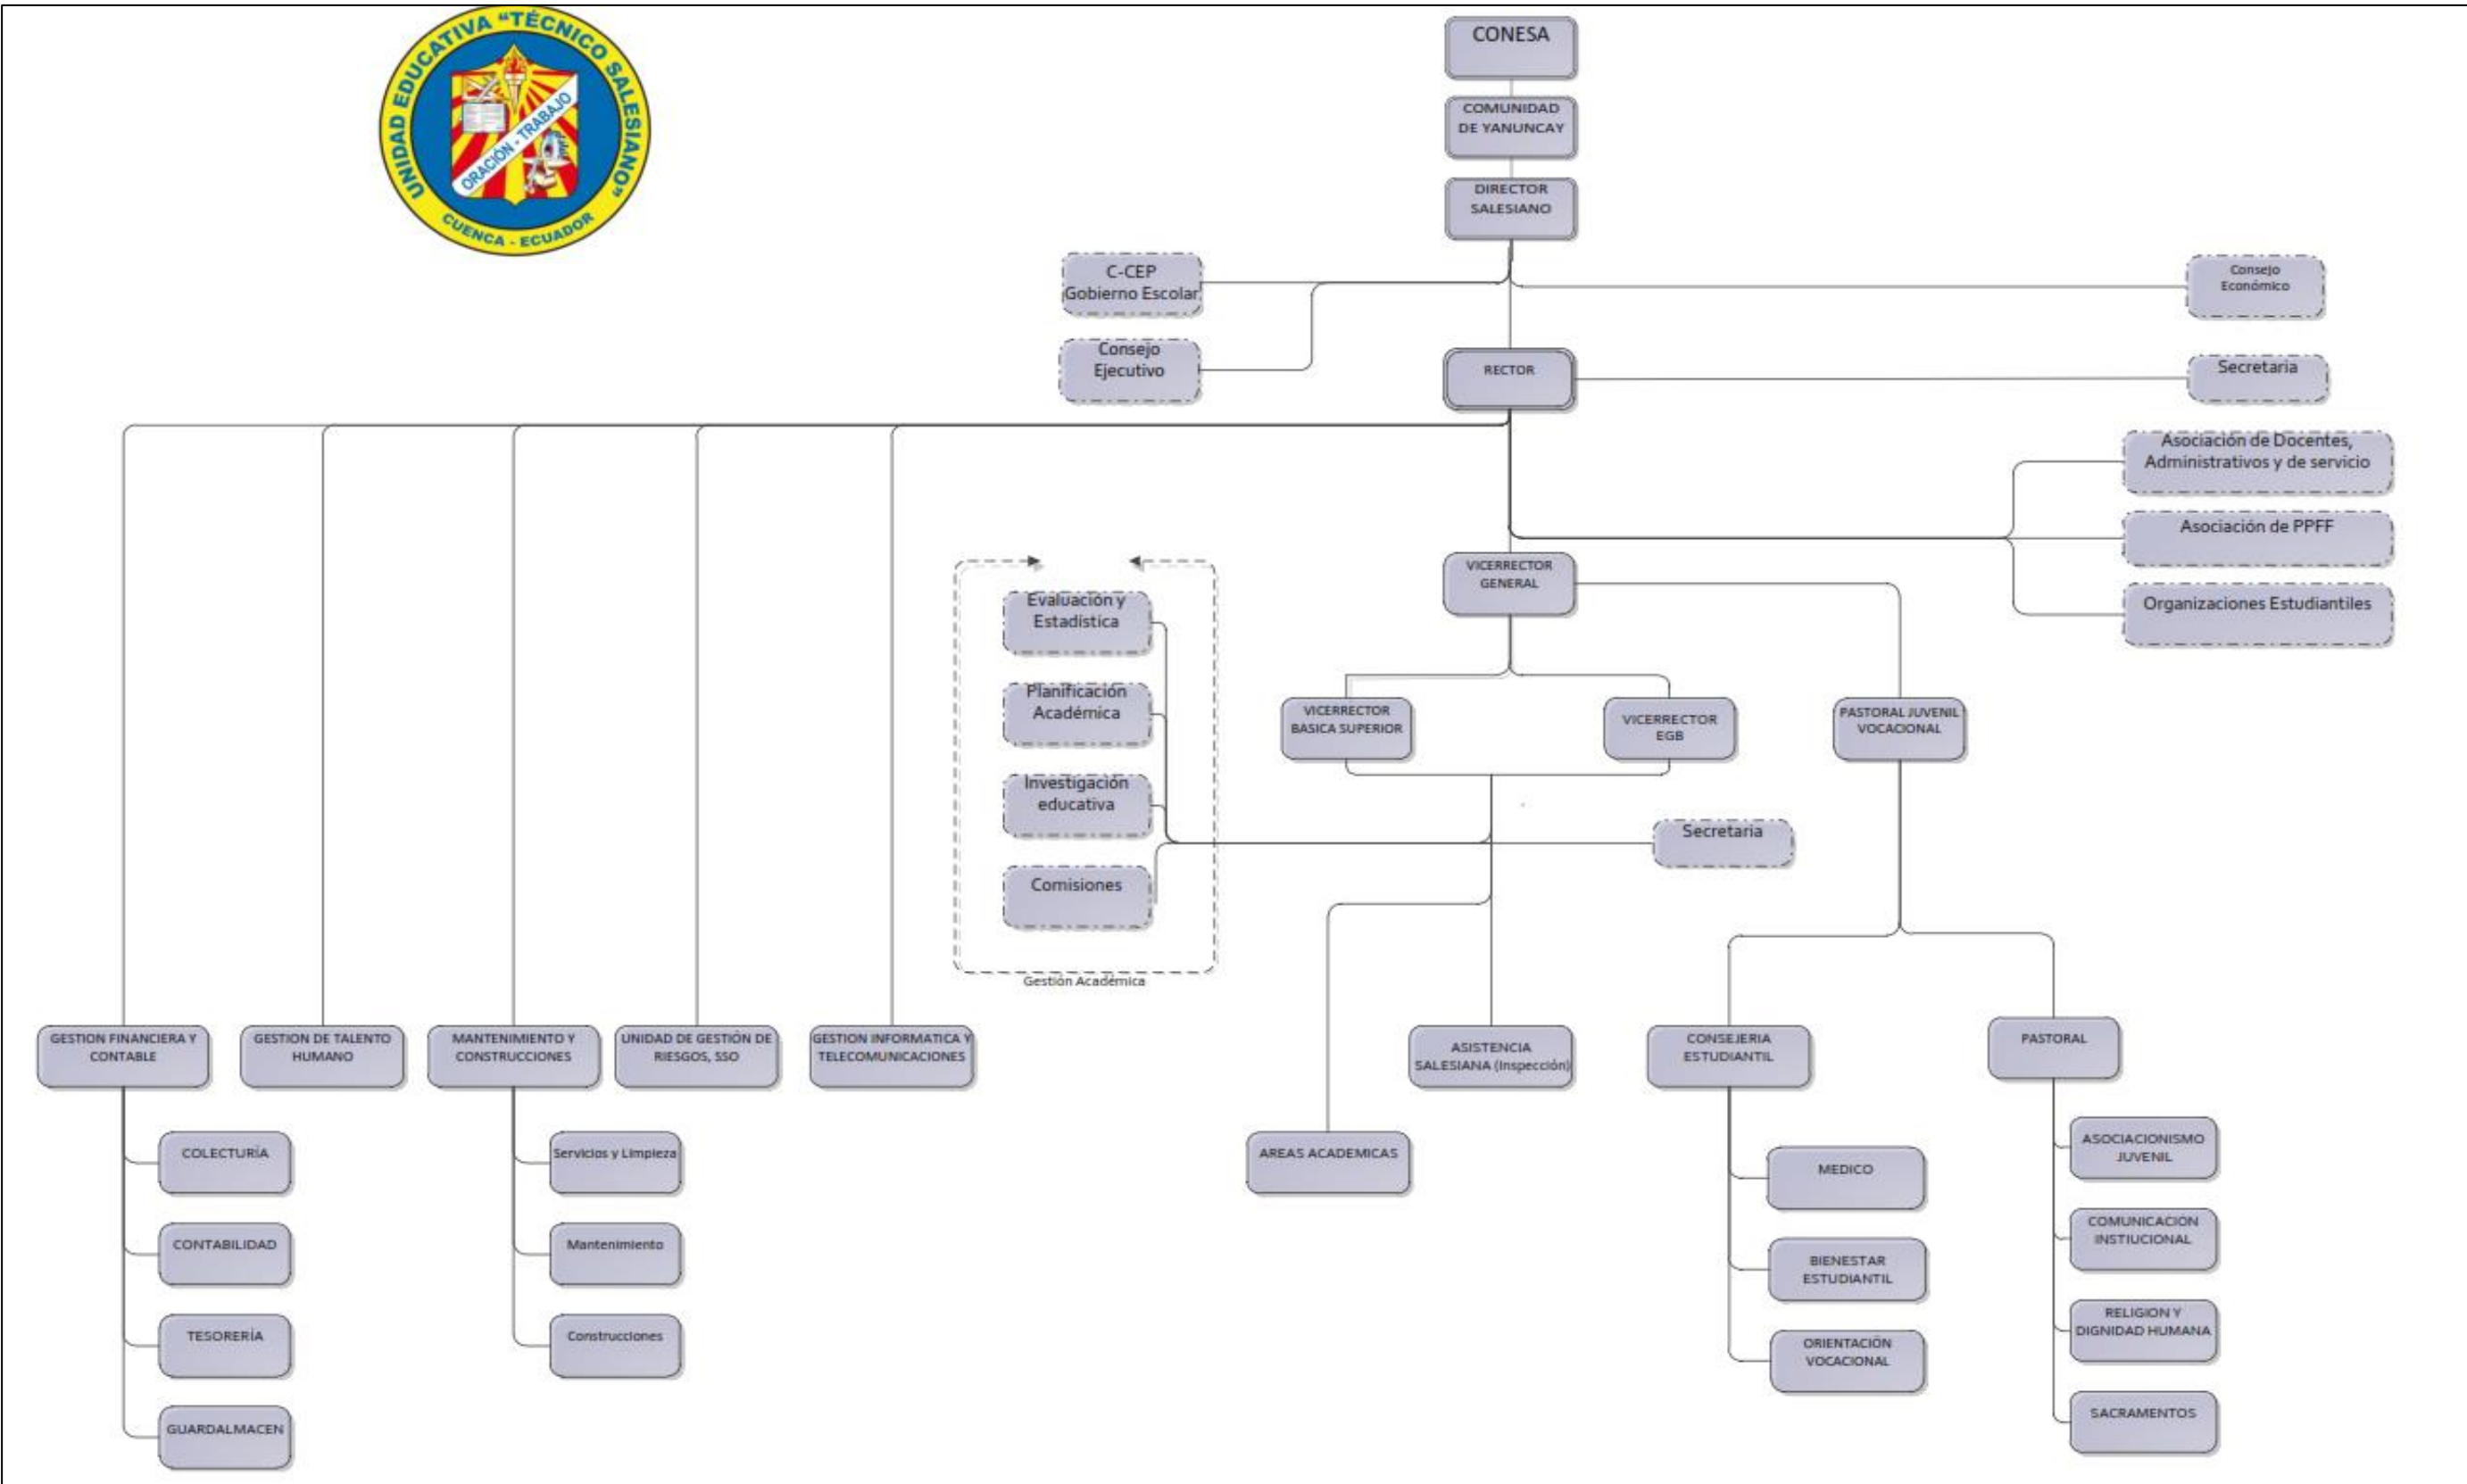 UNIDAD EDUCATIVA "TÉCNICO SALESIANO"
ORACIÓN - TRABAJO
CUENCA - ECUADOR
CONESA
COMUNIDAD
DE YANUNCAY
DIRECTOR
SALESIANO
C-CEP
Gobierno Escolar
Consejo
Económico
Consejo
Ejecutivo
RECTOR
Secretaria
Asociación de Docentes,
Administrativos y de servicio
Asociación de PPFF
Organizaciones Estudiantiles
VICERRECTOR
GENERAL
Evaluación y
Estadística
Planificación
Académica
Investigación
educativa
Comisiones
Gestión Académica
VICERRECTOR
BASICA SUPERIOR
VICERRECTOR
EGB
PASTORAL JUVENIL
VOCACIONAL
Secretaria
GESTION FINANCIERA Y
CONTABLE
GESTION DE TALENTO
HUMANO
MANTENIMIENTO Y
CONSTRUCCIONES
UNIDAD DE GESTIÓN DE
RIESGOS, SSO
GESTION INFORMATICA Y
TELECOMUNICACIONES
ASISTENCIA
SALESIANA (Inspección)
CONSEJERIA
ESTUDIANTIL
PASTORAL
COLECTURÍA
CONTABILIDAD
TESORERÍA
GUARDALMACEN
Servicios y Limpieza
Mantenimiento
Construcciones
AREAS ACADEMICAS
MEDICO
BIENESTAR
ESTUDIANTIL
ORIENTACIÓN
VOCACIONAL
ASOCIACIONISMO
JUVENIL
COMUNICACIÓN
INSTIUCIONAL
RELIGION Y
DIGNIDAD HUMANA
SACRAMENTOS